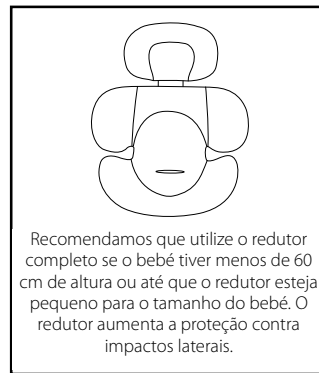 Recomendamos que utilize o redutor
completo se o bebé tiver menos de 60
cm de altura ou até que o redutor esteja
pequeno para o tamanho do bebé. O
redutor aumenta a proteção contra
impactos laterais.